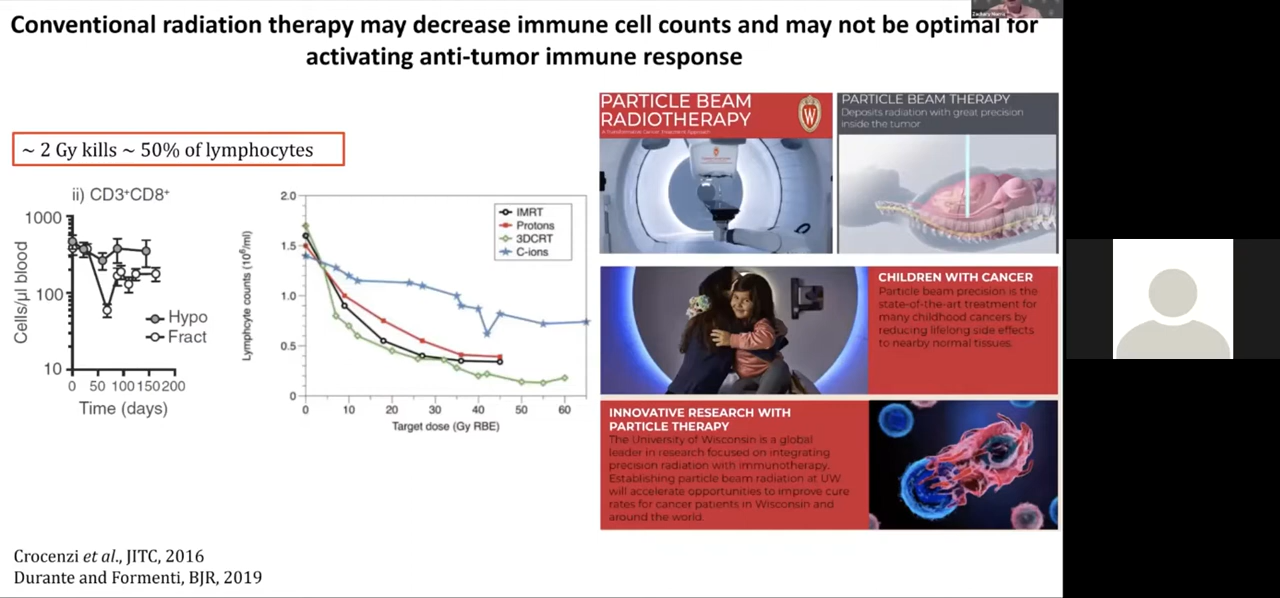 Conventional radiation therapy may decrease immune cell counts and may not be optimal for
activating anti-tumor immune response
~ 2 Gy kills ~ 50% of lymphocytes
ii) CD3⁺CD8⁺
1000
100
10
Cells/μl blood
0 50 100 150 200
Time (days)
Hypo
Fract
2.0
1.5
1.0
0.5
0
Lymphcyte counts (10⁶/ml)
0 10 20 30 40 50 60
Target dose (Gy RBE)
IMRT
Protons
3DCRT
C-ions
PARTICLE BEAM
RADIOTHERAPY
A Transformative Cancer Treatment Approach
W
PARTICLE BEAM THERAPY
Deposits radiation with great precision
inside the tumor
CHILDREN WITH CANCER
Particle beam precision is the
state-of-the-art treatment for
many childhood cancers by
reducing lifelong side effects
to nearby normal tissues.
INNOVATIVE RESEARCH WITH
PARTICLE THERAPY
The University of Wisconsin is a global
leader in research focused on integrating
precision radiation with immunotherapy.
Establishing particle beam radiation at UW
will accelerate opportunities to improve cure
rates for cancer patients in Wisconsin and
around the world.
Crocenzi et al., JITC, 2016
Durante and Formenti, BJR, 2019